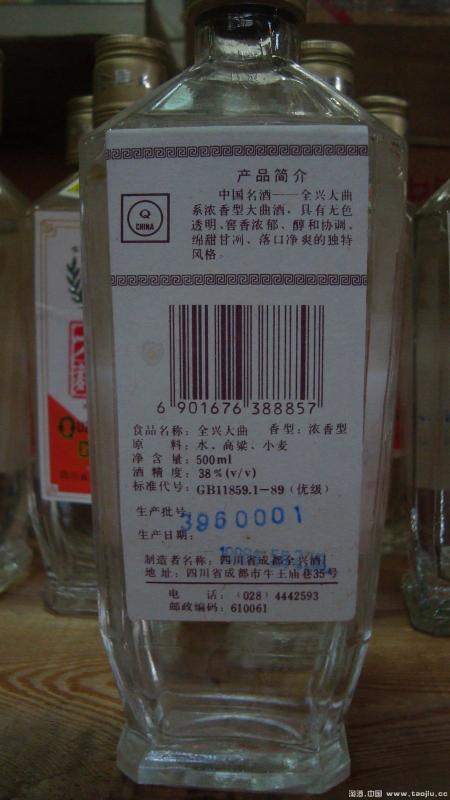 产品简介
Q
CHINA
中国名酒——全兴大曲
系浓香型大曲酒，具有无色
透明、窖香浓郁、醇和协调、
绵甜甘冽、落口净爽的独特
风格。
6 901676 388857
食品名称：全兴大曲 香型：浓香型
原 料：水、高粱、小麦
净含量：500ml
酒精度：38%(v/v)
标准代号：GB11859.1—89（优级）
生产批号：3960001
生产日期：
制造者名称：四川省成都全兴酒
地址：四川省成都市牛王庙巷35号
电 话：（028）4442593
邮政编码：610061
淘酒.中国 www.taojiu.cc